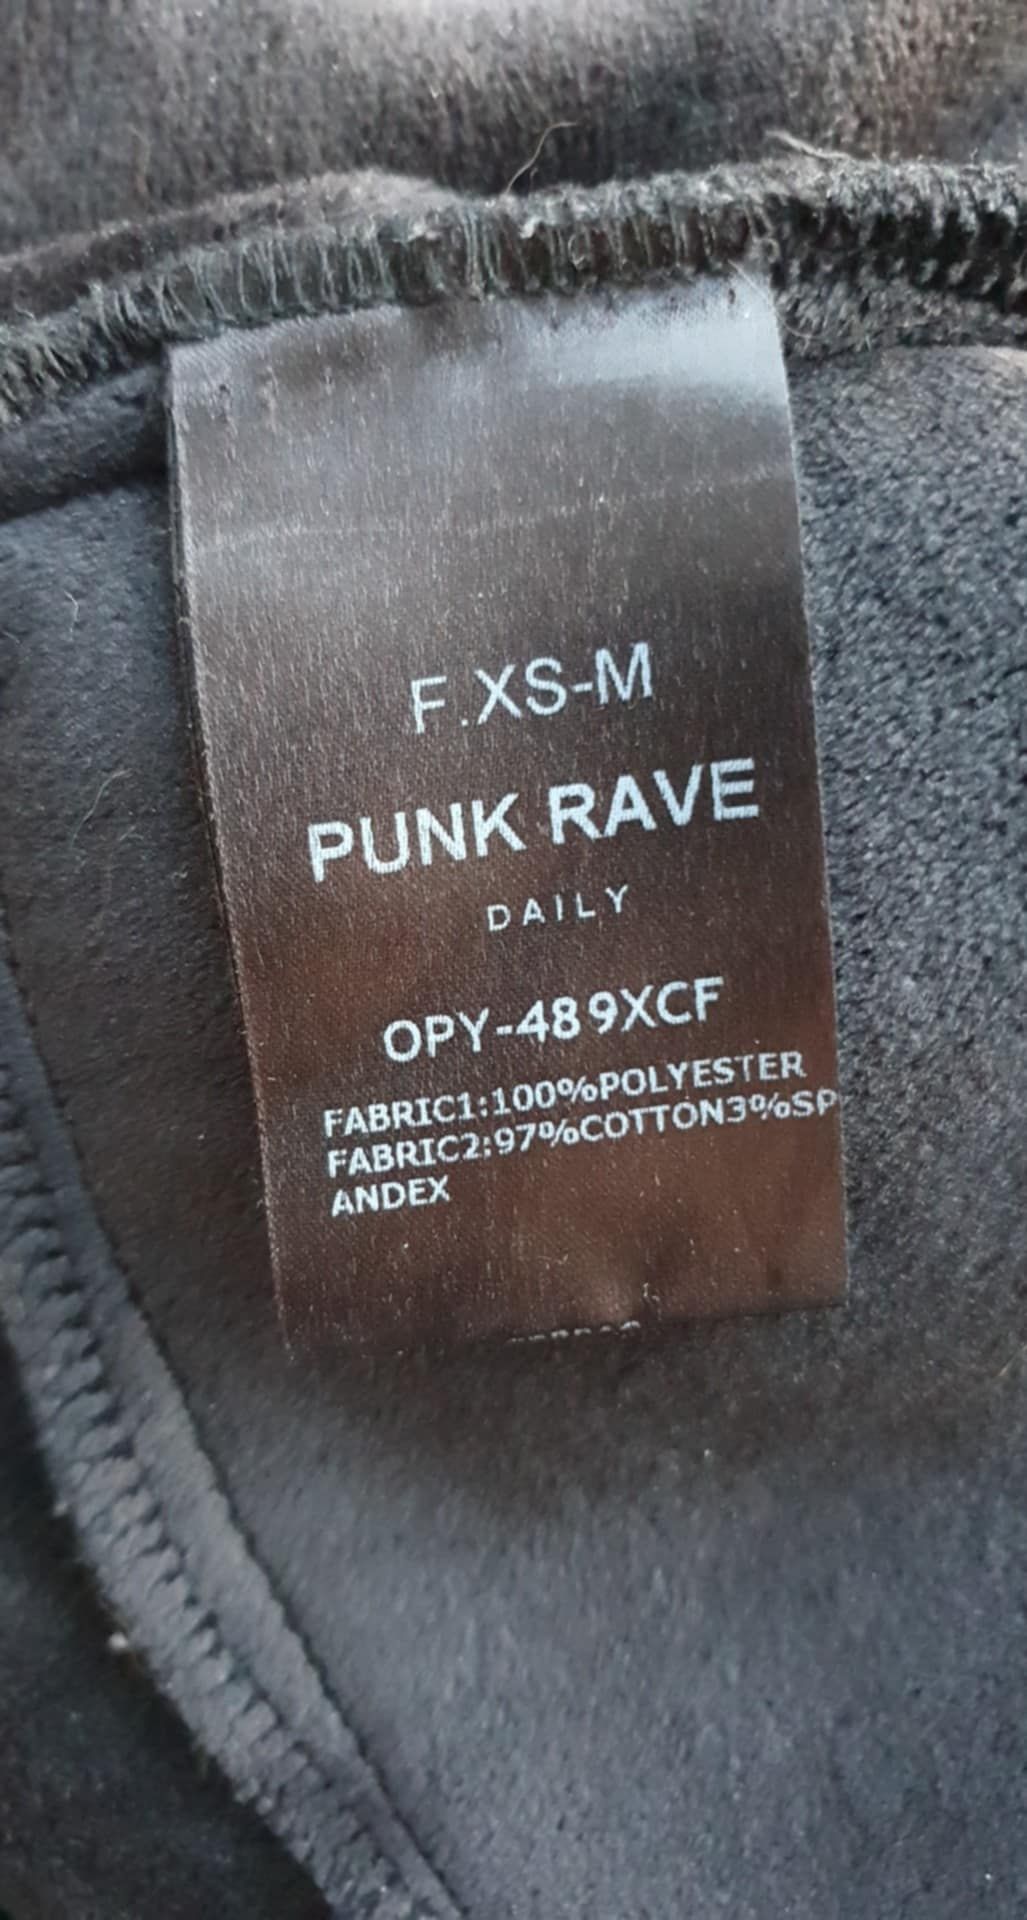 F.XS-M
PUNK RAVE
DAILY
OPY-489XCF
FABRIC1:100%POLYESTER
FABRIC2:97%COTTON3%SP
ANDEX